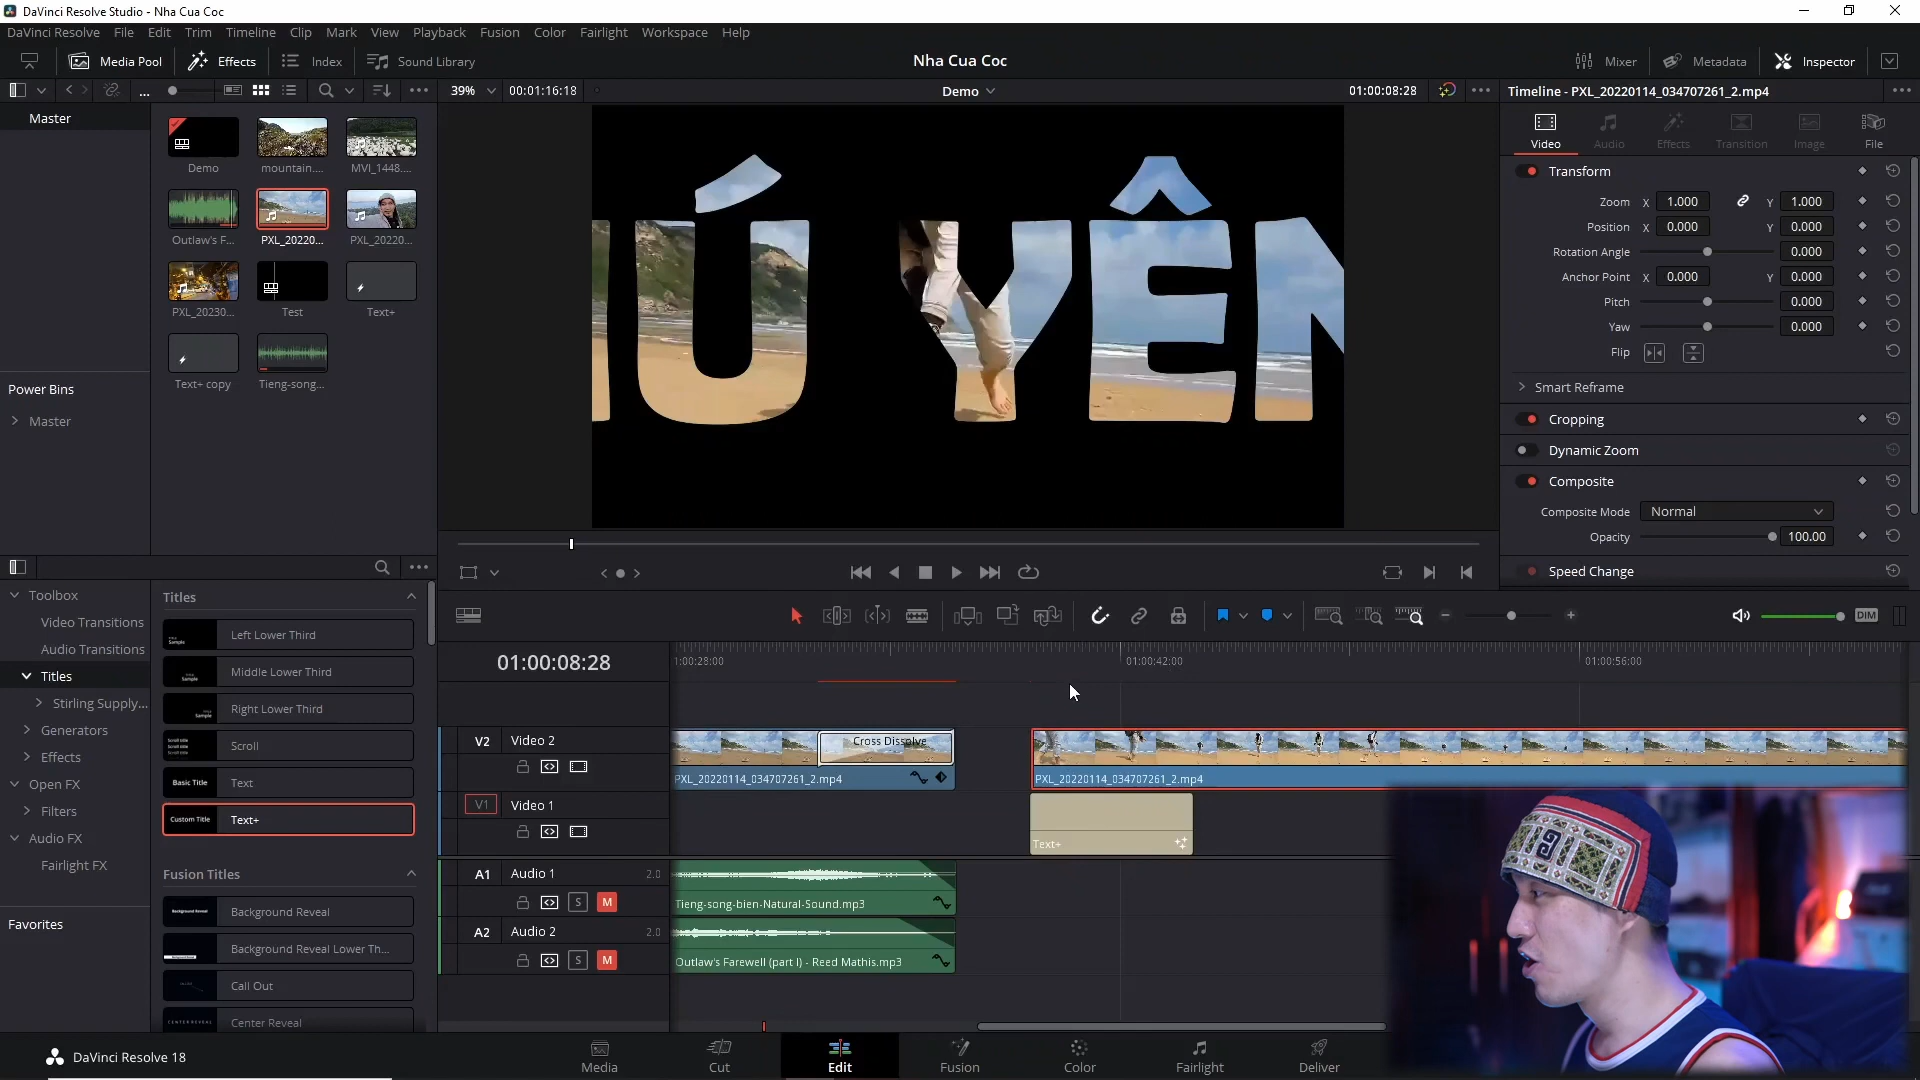 DaVinci Resolve Studio - Nha Cua Coc
DaVinci Resolve File Edit Trim Timeline Clip Mark View Playback Fusion Color Fairlight Workspace Help
Media Pool Effects Index Sound Library Nha Cua Coc Mixer Metadata Inspector
... 39% 00:01:16:18 Demo 01:00:08:28 Timeline - PXL_20220114_034707261_2.mp4
Master
Demo mountain.... MVI_1448....
Outlaw's F... PXL_20220... PXL_20220...
PXL_20230... Test Text+
Text+ copy Tieng-song...
Power Bins
Master
Ú YÊN
Video Audio Effects Transition Image File
Transform
Zoom X 1.000 Y 1.000
Position X 0.000 Y 0.000
Rotation Angle 0.000
Anchor Point X 0.000 Y 0.000
Pitch 0.000
Yaw 0.000
Flip
Smart Reframe
Cropping
Dynamic Zoom
Composite
Composite Mode Normal
Opacity 100.00
Speed Change
Toolbox
Video Transitions
Audio Transitions
Titles
Stirling Supply...
Generators
Effects
Open FX
Filters
Audio FX
Fairlight FX
Favorites
Titles
Left Lower Third
Middle Lower Third
Right Lower Third
Scroll
Basic Title Text
Custom Title Text+
Fusion Titles
Background Reveal Background Reveal
Background Reveal Lower Th...
Call Out
CENTER REVEAL Center Reveal
DIM
01:00:08:28 1:00:28:00 01:00:42:00 01:00:56:00
V2 Video 2 Cross Dissolve
PXL_20220114_034707261_2.mp4 PXL_20220114_034707261_2.mp4
V1 Video 1
Text+
A1 Audio 1 2.0
S M Tieng-song-bien-Natural-Sound.mp3
A2 Audio 2 2.0
S M Outlaw's Farewell (part I) - Reed Mathis.mp3
DaVinci Resolve 18 Media Cut Edit Fusion Color Fairlight Deliver